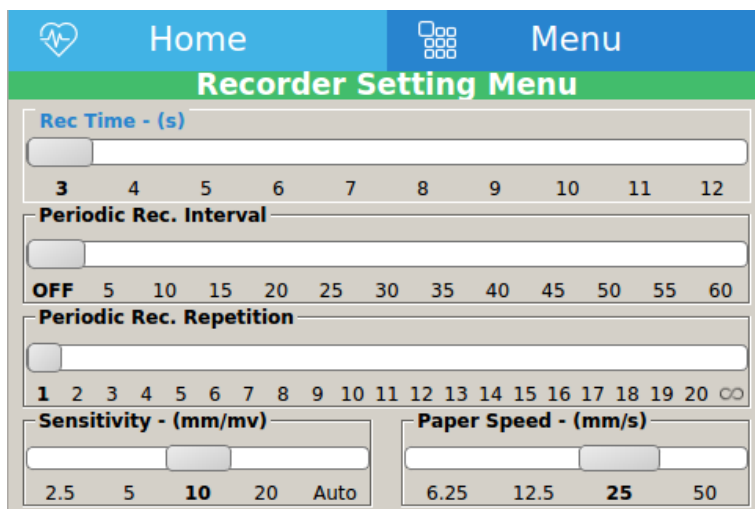 Home Menu
Recorder Setting Menu
Rec Time - (s)
3 4 5 6 7 8 9 10 11 12
Periodic Rec. Interval
OFF 5 10 15 20 25 30 35 40 45 50 55 60
Periodic Rec. Repetition
1 2 3 4 5 6 7 8 9 10 11 12 13 14 15 16 17 18 19 20 ∞
Sensitivity - (mm/mv) Paper Speed - (mm/s)
2.5 5 10 20 Auto 6.25 12.5 25 50